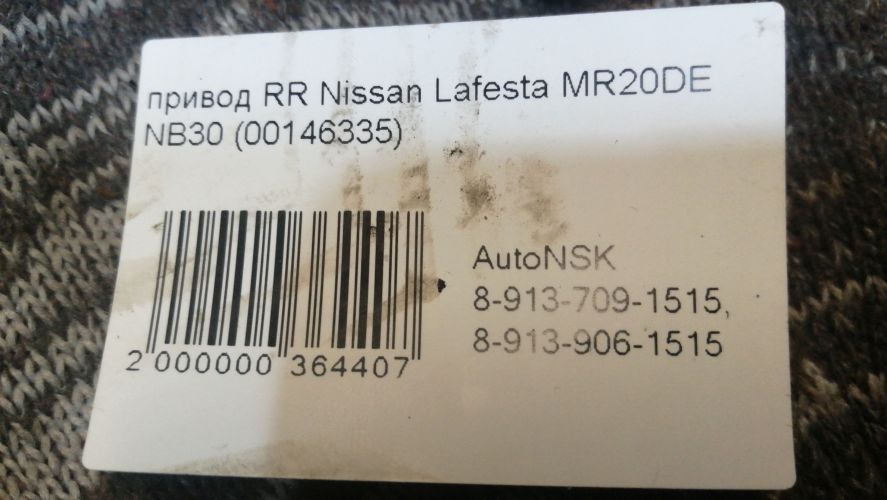 привод RR Nissan Lafesta MR20DE
NB30 (00146335)
AutoNSK
8-913-709-1515,
8-913-906-1515
2 000000 364407